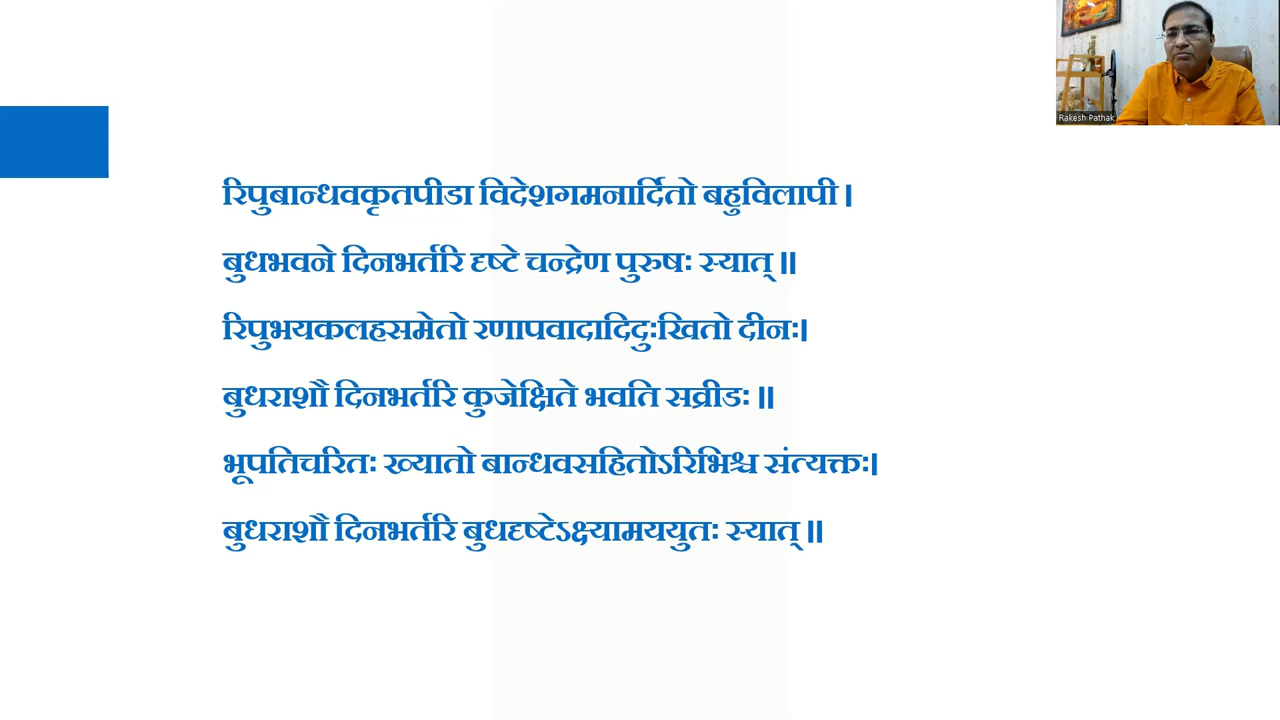 रिपुबान्धवकृतपीडा विदेशगमनार्दितो बहुविलापी ।
बुधभवने दिनभर्तरि दृष्टे चन्द्रेण पुरुषः स्यात् ॥
रिपुभयकलहसमेतो रणापवादादिदुःखितो दीनः।
बुधराशौ दिनभर्तरि कुजेक्षिते भवति सव्रीडः ॥
भूपतिचरितः ख्यातो बान्धवसहितोऽरिभिश्च संत्यक्तः।
बुधराशौ दिनभर्तरि बुधदृष्टेऽक्ष्यामययुतः स्यात् ॥
Rakesh Pathak